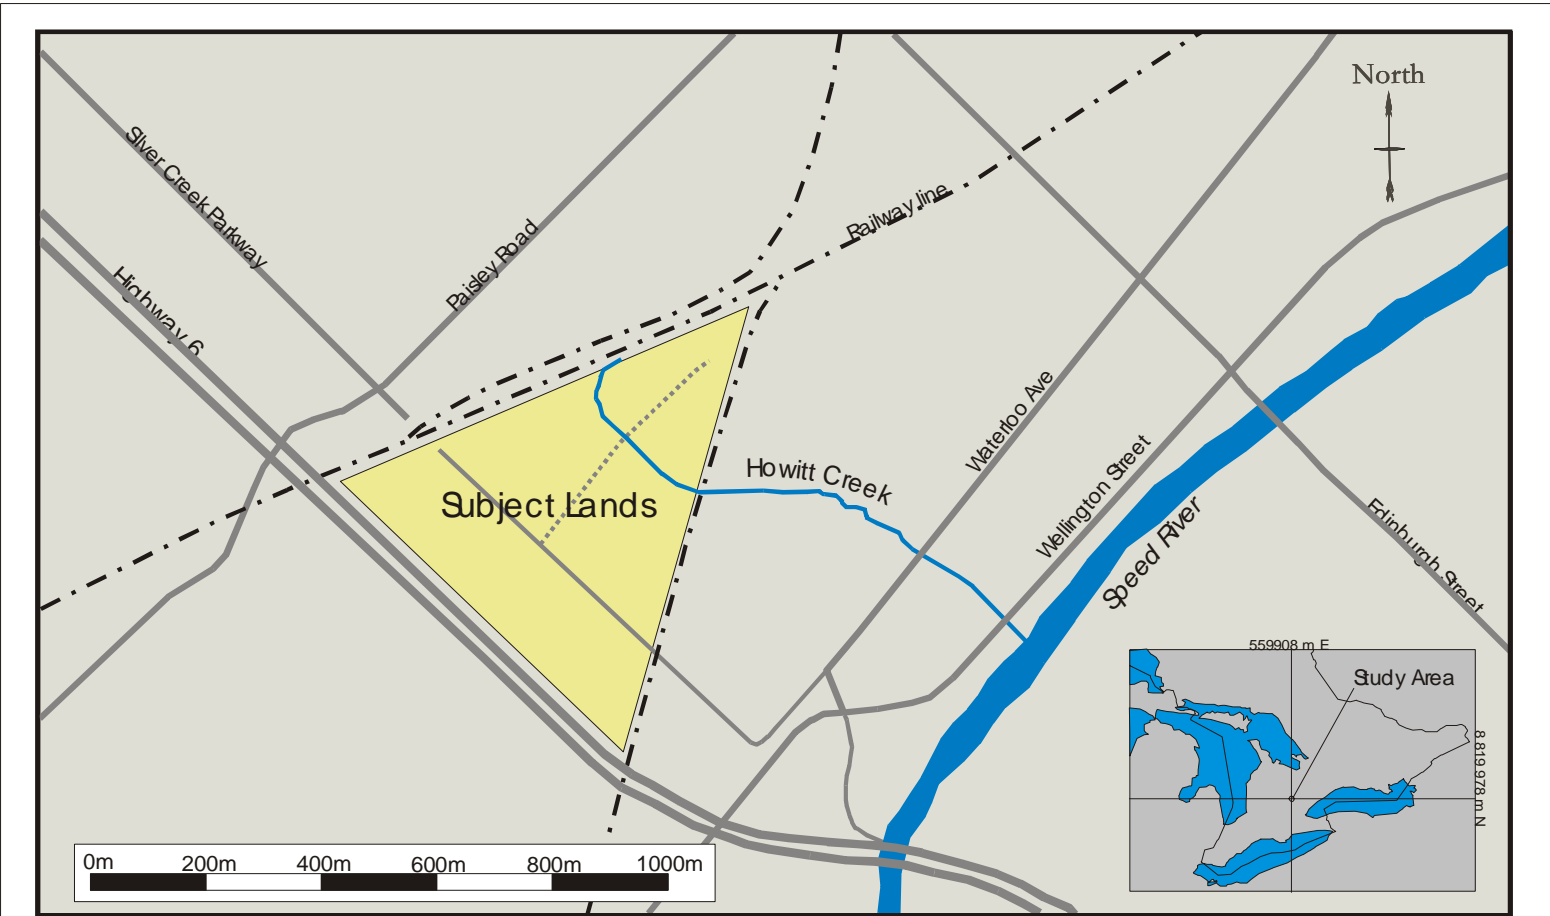 North
Silver Creek Parkway
Paisley Road
Railway line
Highway 6
Waterloo Ave
Howitt Creek
Wellington Street
Subject Lands
Speed River
Edinburgh Street
559908 m E
Study Area
8 819 978 m N
0m 200m 400m 600m 800m 1000m